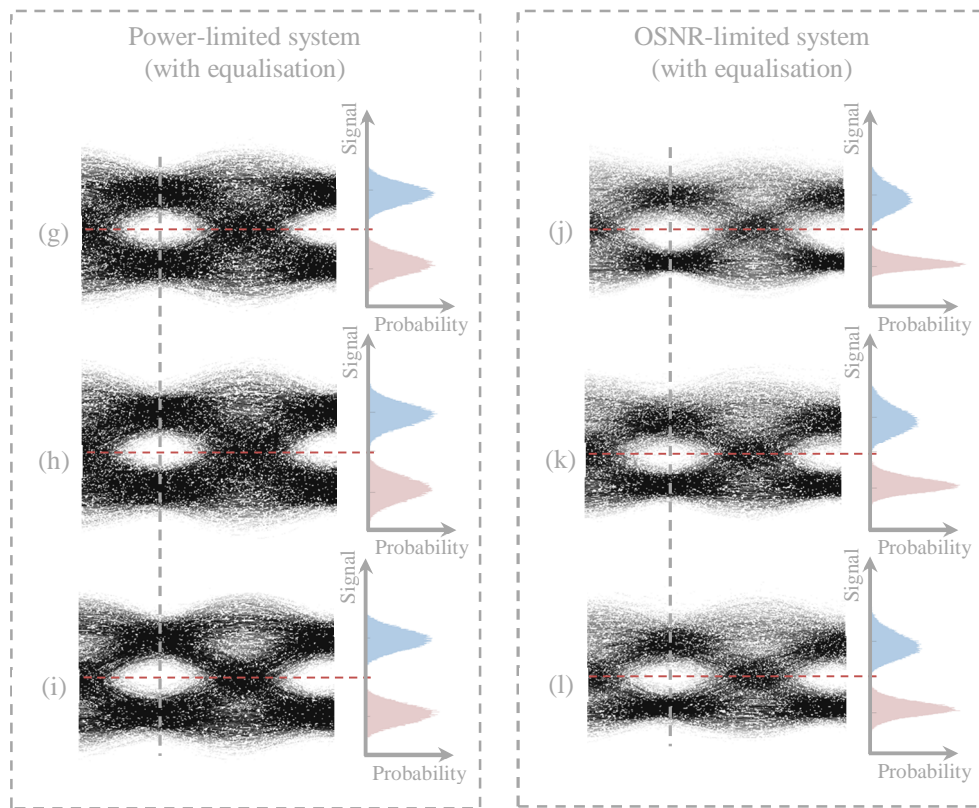 Power-limited system
(with equalisation)
Signal
(g)
Probability
Signal
(h)
Probability
Signal
(i)
Probability
OSNR-limited system
(with equalisation)
Signal
(j)
Probability
Signal
(k)
Probability
Signal
(l)
Probability